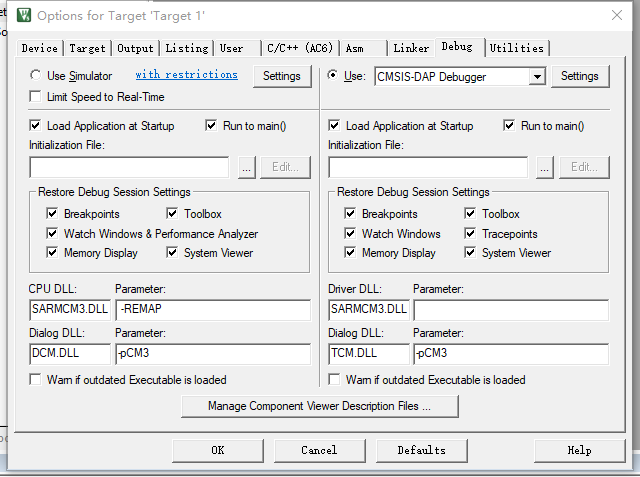 Options for Target 'Target 1'
Device Target Output Listing User C/C++ (AC6) Asm Linker Debug Utilities
Use Simulator with restrictions Settings
Limit Speed to Real-Time
Use: CMSIS-DAP Debugger Settings
Load Application at Startup Run to main()
Initialization File:
... Edit...
Load Application at Startup Run to main()
Initialization File:
... Edit...
Restore Debug Session Settings
Breakpoints Toolbox
Watch Windows & Performance Analyzer
Memory Display System Viewer
Restore Debug Session Settings
Breakpoints Toolbox
Watch Windows Tracepoints
Memory Display System Viewer
CPU DLL: Parameter:
SARMCM3.DLL -REMAP
Dialog DLL: Parameter:
DCM.DLL -pCM3
Warn if outdated Executable is loaded
Driver DLL: Parameter:
SARMCM3.DLL
Dialog DLL: Parameter:
TCM.DLL -pCM3
Warn if outdated Executable is loaded
Manage Component Viewer Description Files ...
OK Cancel Defaults Help